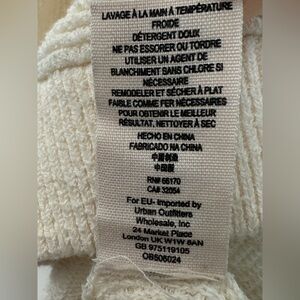 LAVAGE À LA MAIN À TEMPÉRATURE
FROIDE
DÉTERGENT DOUX
NE PAS ESSORER OU TORDRE
UTILISER UN AGENT DE
BLANCHIMENT SANS CHLORE SI
NÉCESSAIRE
REMODELER ET SÉCHER À PLAT
FAIBLE COMME FER NÉCESSAIRES
POUR OBTENIR LE MEILLEUR
RÉSULTAT, NETTOYER À SEC
HECHO EN CHINA
FABRICADO NA CHINA
中国制造
中国製
RN# 66170
CA# 32054
For EU- Imported by
Urban Outfitters
Wholesale, Inc
24 Market Place
London UK W1W 8AN
GB 975119105
OB506024